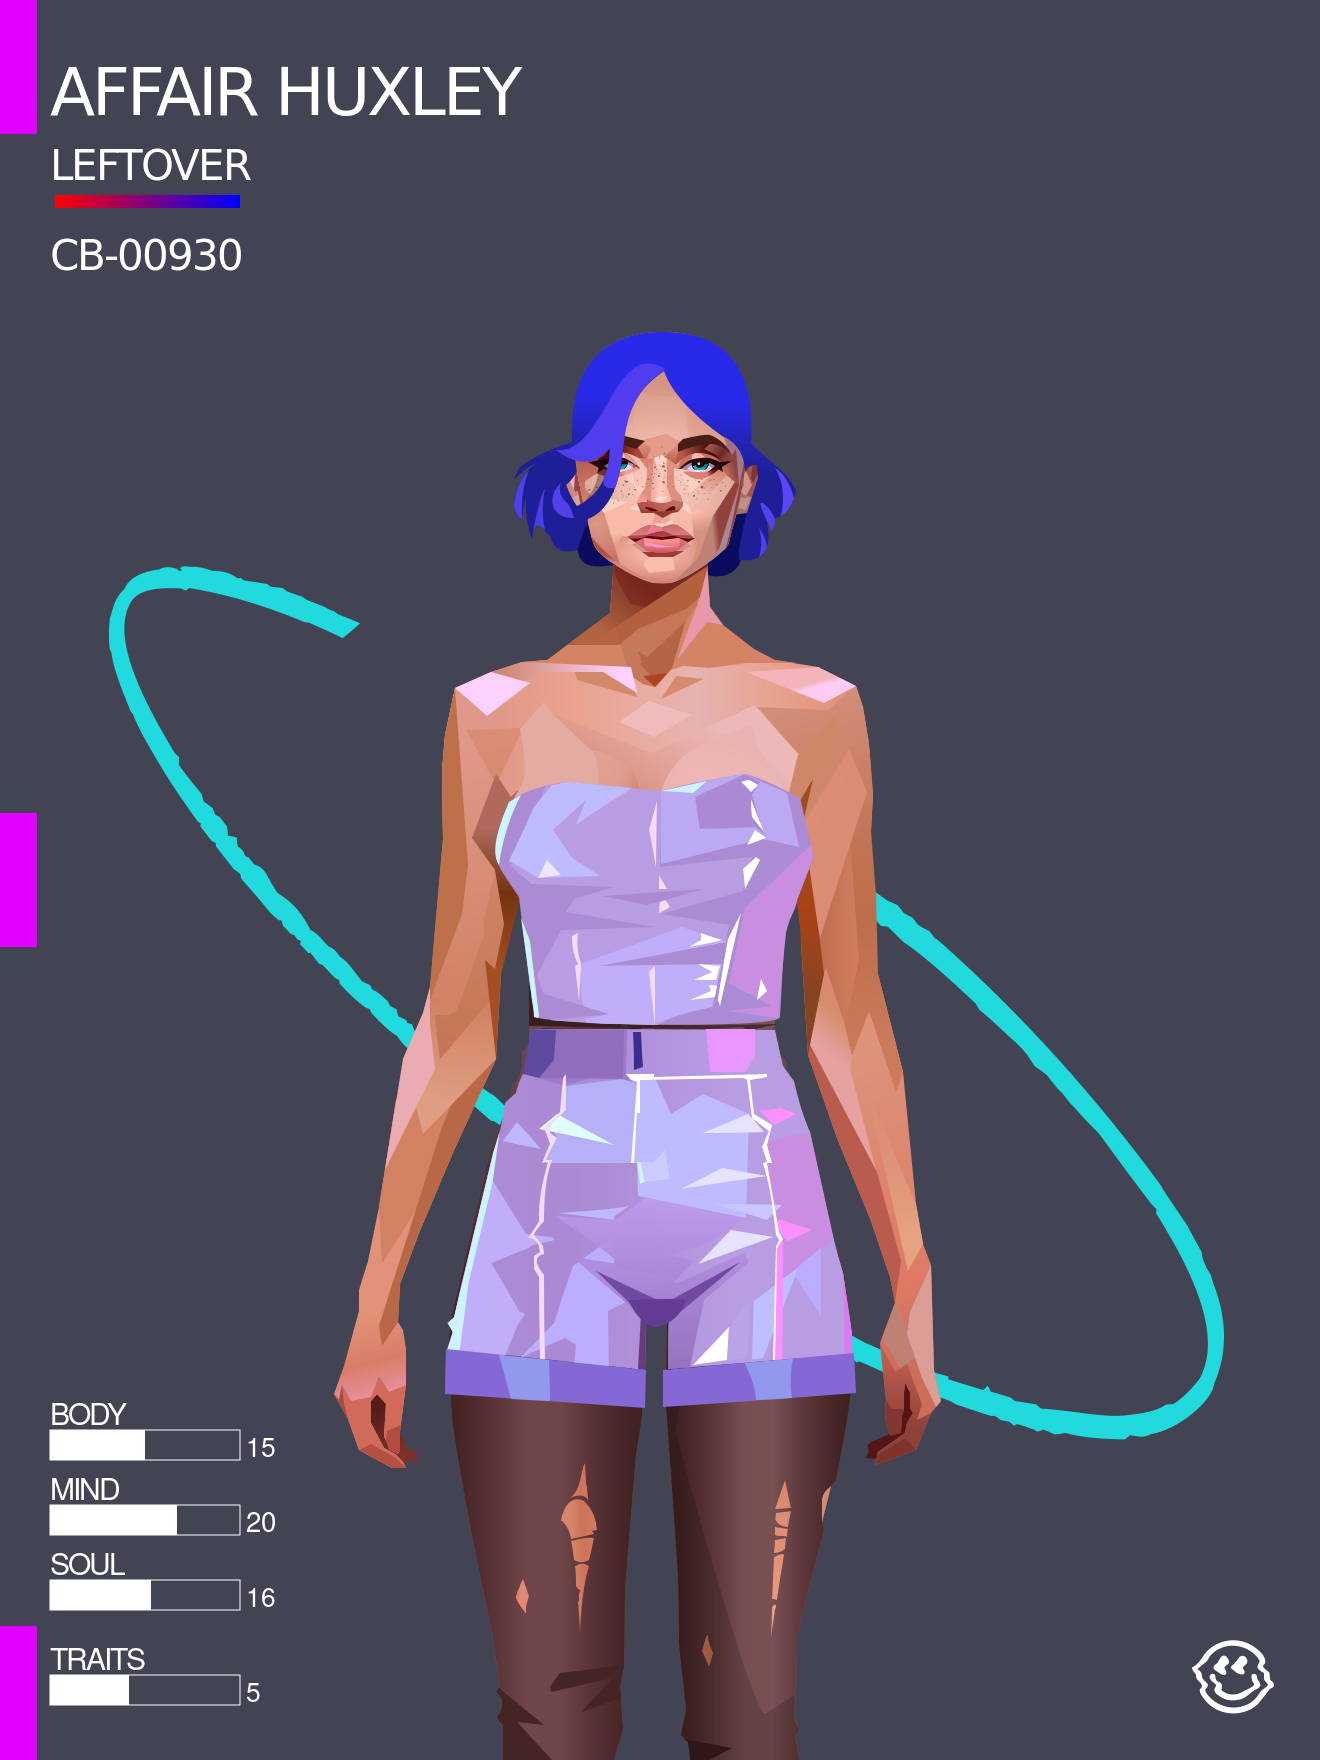 AFFAIR HUXLEY
LEFTOVER
CB-00930
BODY
15
MIND
20
SOUL
16
TRAITS
5